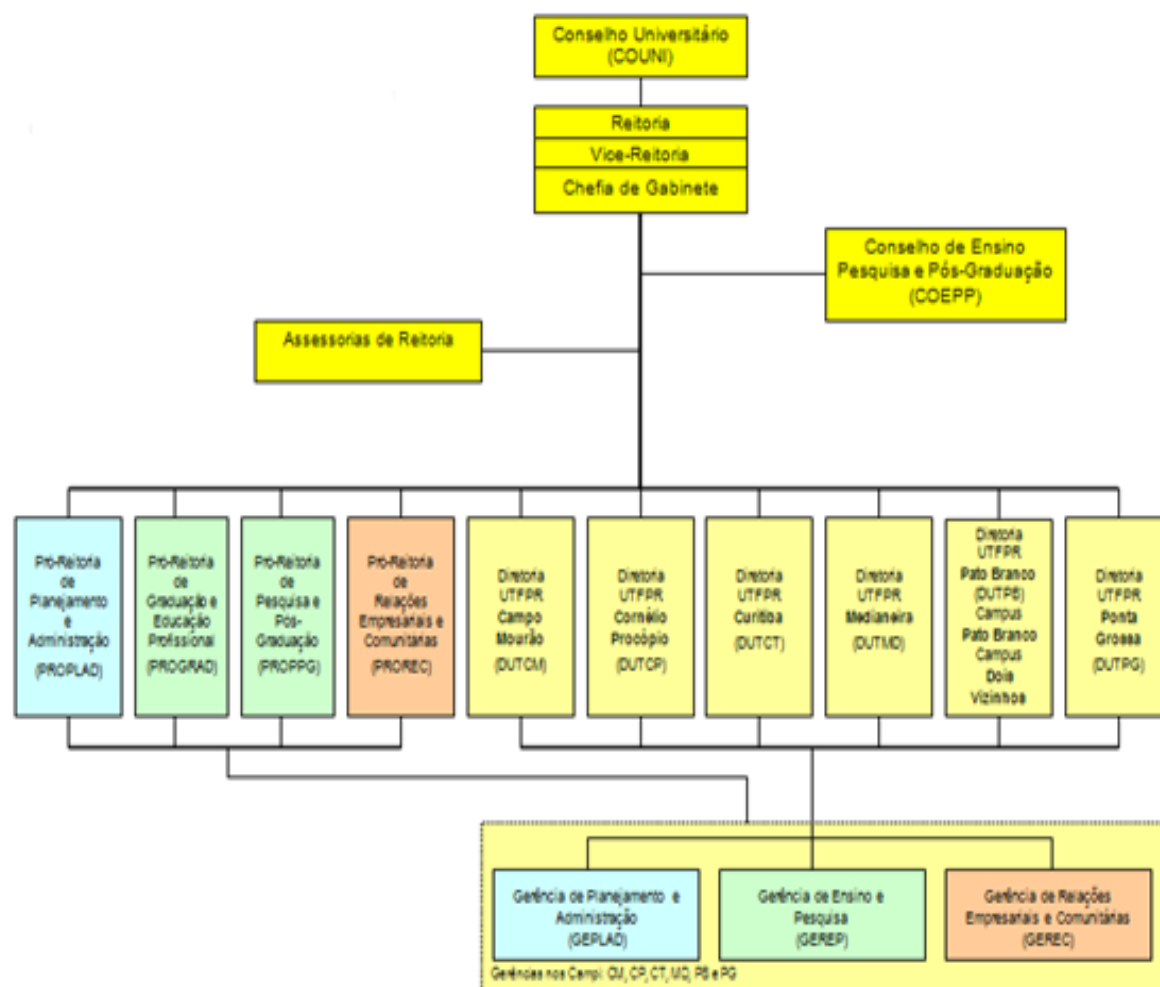 Conselho Universitário
(COUNI)
Reitoria
Vice-Reitoria
Chefia de Gabinete
Conselho de Ensino
Pesquisa e Pós-Graduação
(COEPP)
Assessorias de Reitoria
Pró-Reitoria
de
Planejamento
e
Administração
(PROPLAD)
Pró-Reitoria
de
Graduação e
Educação
Profissional
(PROGRAD)
Pró-Reitoria
de
Pesquisa e
Pós-
Graduação
(PROPPG)
Pró-Reitoria
de
Relações
Empresariais e
Comunitárias
(PROREC)
Diretoria
UTFPR
Campo
Mourão
(DUTCM)
Diretoria
UTFPR
Cornélio
Procópio
(DUTCP)
Diretoria
UTFPR
Curitiba
(DUTCT)
Diretoria
UTFPR
Medianeira
(DUTMD)
Diretoria
UTFPR
Pato Branco
(DUTPB)
Campus
Pato Branco
Campus
Dois
Vizinhos
Diretoria
UTFPR
Ponta
Grossa
(DUTPG)
Gerência de Planejamento e
Administração
(GEPLAD)
Gerência de Ensino e
Pesquisa
(GEREP)
Gerência de Relações
Empresariais e Comunitárias
(GEREC)
Gerências nos Campi: CM, CP, CT, MD, PB e PG